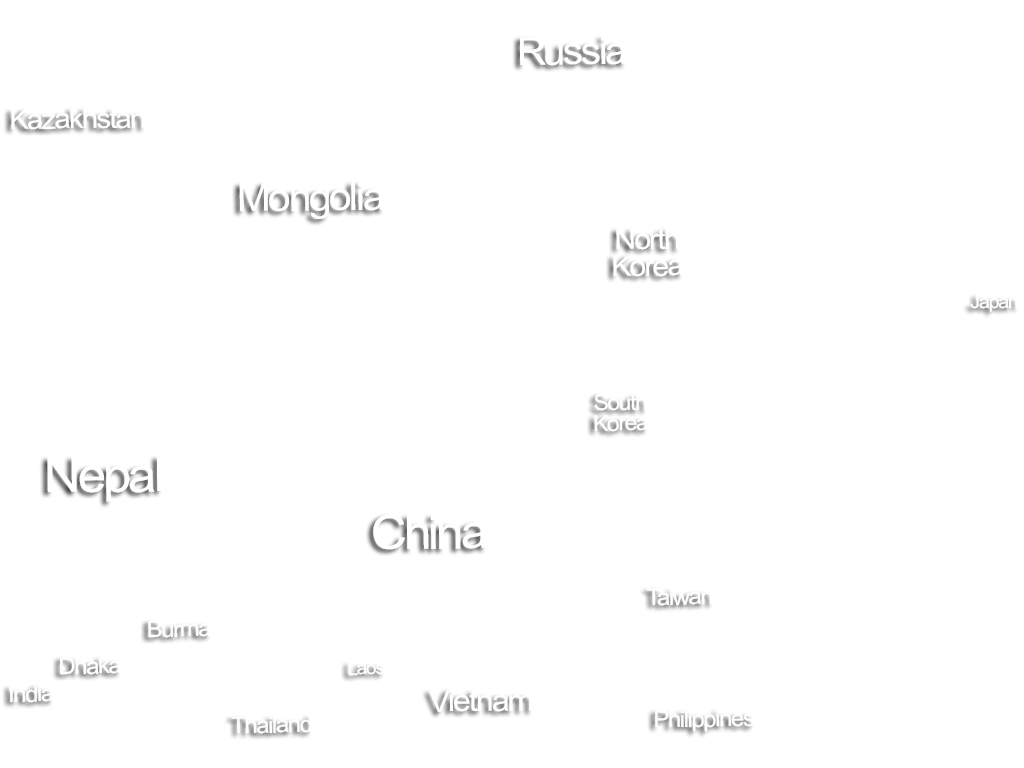 Russia
Kazakhstan
Mongolia
North
Korea
Japan
South
Korea
Nepal
China
Taiwan
Burma
Dhaka
Laos
India
Vietnam
Thailand
Philippines